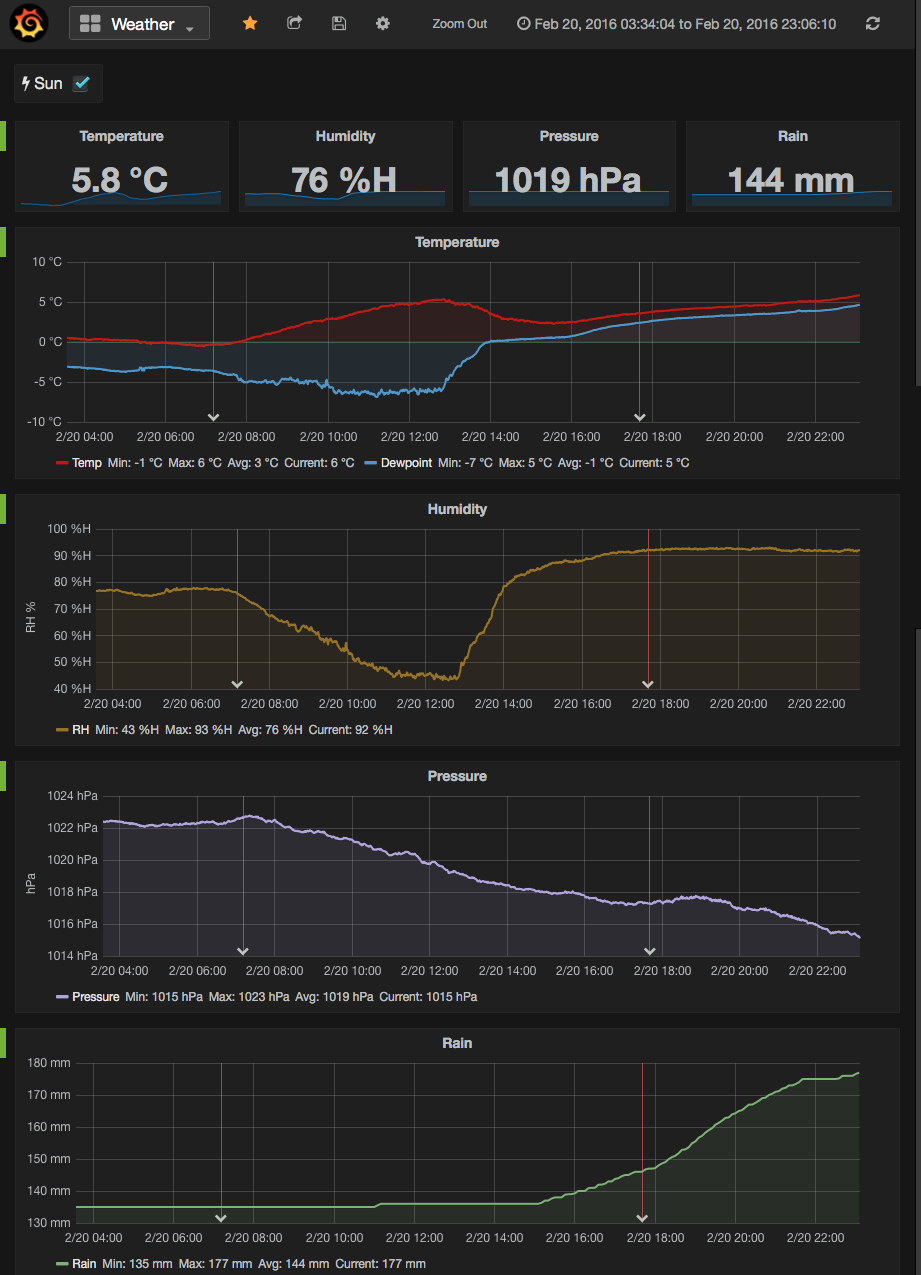 Weather Zoom Out Feb 20, 2016 03:34:04 to Feb 20, 2016 23:06:10
Sun
Temperature Humidity Pressure Rain
5.8 °C 76 %H 1019 hPa 144 mm
Temperature
10 °C
5 °C
0 °C
-5 °C
-10 °C
2/20 04:00 2/20 06:00 2/20 08:00 2/20 10:00 2/20 12:00 2/20 14:00 2/20 16:00 2/20 18:00 2/20 20:00 2/20 22:00
Temp Min: -1 °C Max: 6 °C Avg: 3 °C Current: 6 °C Dewpoint Min: -7 °C Max: 5 °C Avg: -1 °C Current: 5 °C
Humidity
RH %
100 %H
90 %H
80 %H
70 %H
60 %H
50 %H
40 %H
2/20 04:00 2/20 06:00 2/20 08:00 2/20 10:00 2/20 12:00 2/20 14:00 2/20 16:00 2/20 18:00 2/20 20:00 2/20 22:00
RH Min: 43 %H Max: 93 %H Avg: 76 %H Current: 92 %H
Pressure
hPa
1024 hPa
1022 hPa
1020 hPa
1018 hPa
1016 hPa
1014 hPa
2/20 04:00 2/20 06:00 2/20 08:00 2/20 10:00 2/20 12:00 2/20 14:00 2/20 16:00 2/20 18:00 2/20 20:00 2/20 22:00
Pressure Min: 1015 hPa Max: 1023 hPa Avg: 1019 hPa Current: 1015 hPa
Rain
180 mm
170 mm
160 mm
150 mm
140 mm
130 mm
2/20 04:00 2/20 06:00 2/20 08:00 2/20 10:00 2/20 12:00 2/20 14:00 2/20 16:00 2/20 18:00 2/20 20:00 2/20 22:00
Rain Min: 135 mm Max: 177 mm Avg: 144 mm Current: 177 mm